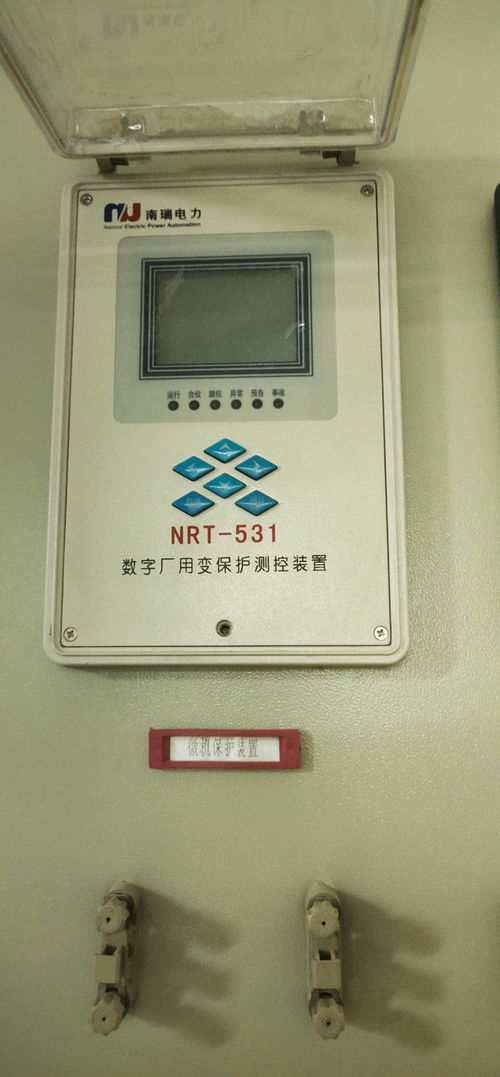 南瑞电力
Nanrui Electric Power Automation
运行 合位 跳位 异常 预告 事故
NRT-531
数字厂用变保护测控装置
微机保护装置